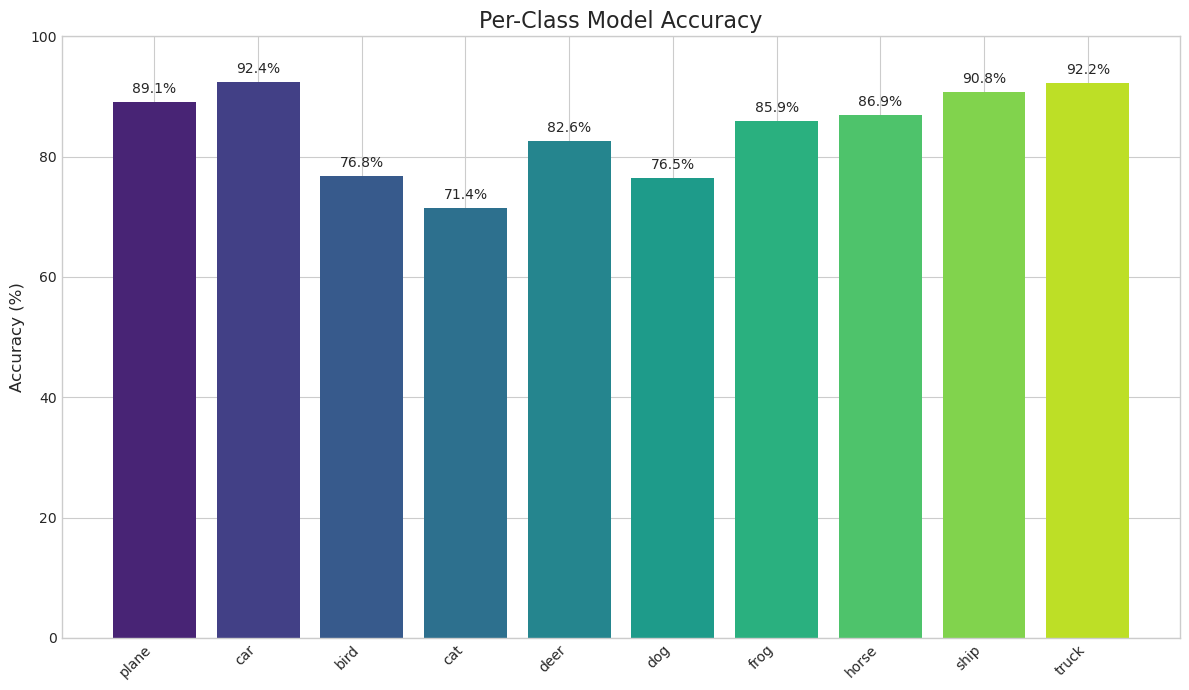 Per-Class Model Accuracy
Accuracy (%)
100
80
60
40
20
0
89.1%
92.4%
76.8%
71.4%
82.6%
76.5%
85.9%
86.9%
90.8%
92.2%
plane
car
bird
cat
deer
dog
frog
horse
ship
truck